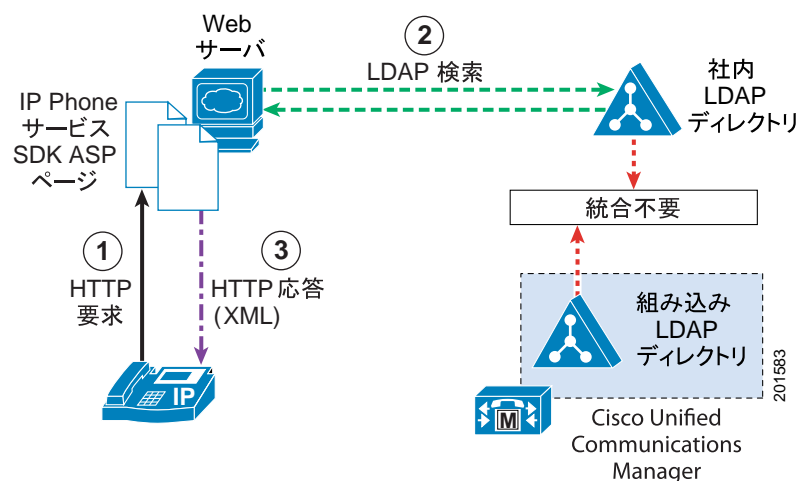 Web
サーバ
②
LDAP 検索
社内
LDAP
ディレクトリ
IP Phone
サービス
SDK ASP
ページ
統合不要
①
HTTP
要求
③
HTTP 応答
(XML)
組み込み
LDAP
ディレクトリ
IP
M
201583
Cisco Unified
Communications
Manager